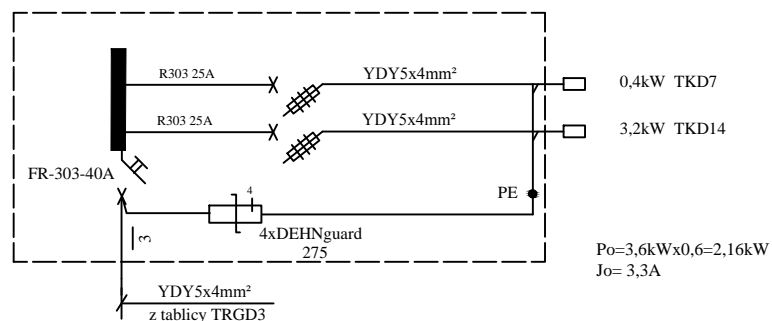 R303 25A
YDY5x4mm²
0,4kW TKD7
R303 25A
YDY5x4mm²
3,2kW TKD14
FR-303-40A
PE
4
4xDEHNguard
275
3
Po=3,6kWx0,6=2,16kW
Jo= 3,3A
YDY5x4mm²
z tablicy TRGD3